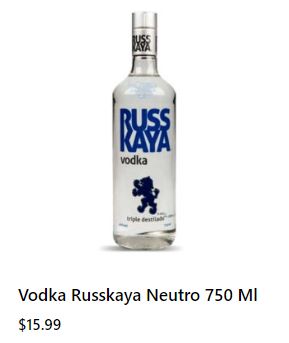 RUSS
KAYA
RUSS
KAYA
vodka
triple destilado
Vodka Russkaya Neutro 750 Ml
$15.99